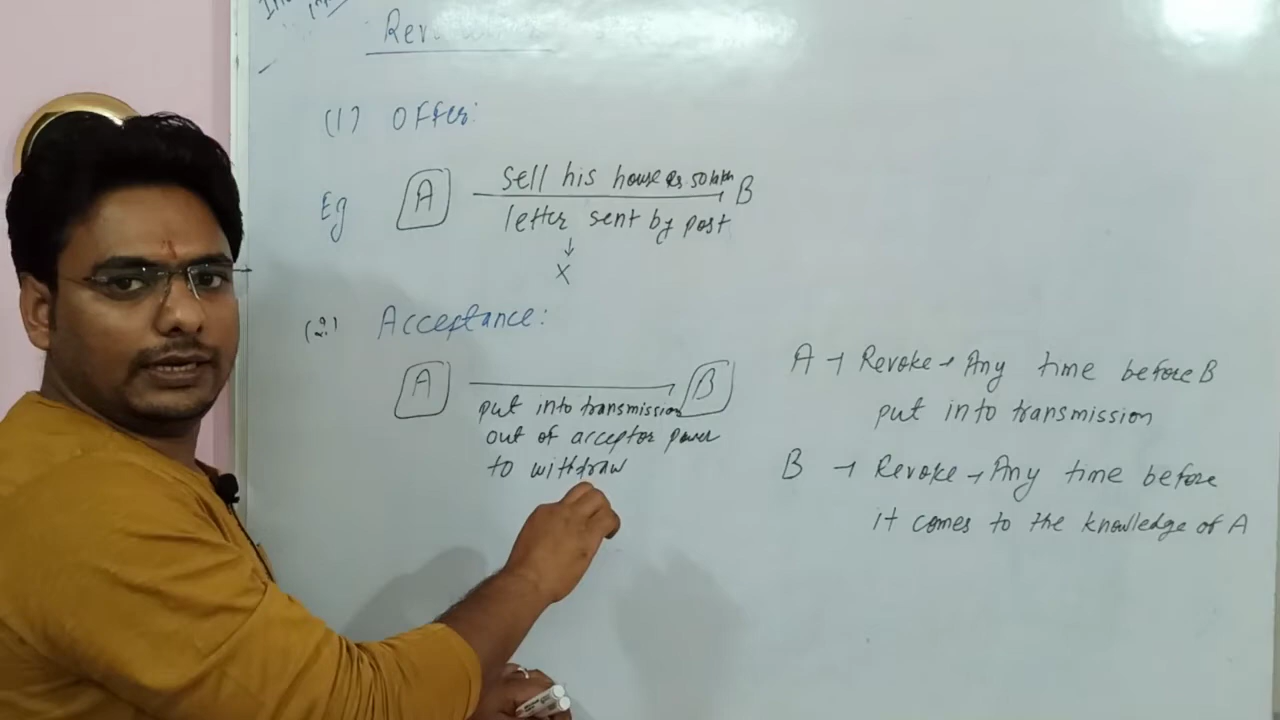 (1) Offer:
Eg A sell his house Rs 50 lakh B
letter sent by post
X
(2.) Acceptance:
A B
put into transmission
out of acceptor power
to withdraw
A → Revoke → Any time before B
put into transmission
B → Revoke → Any time before
it comes to the knowledge of A